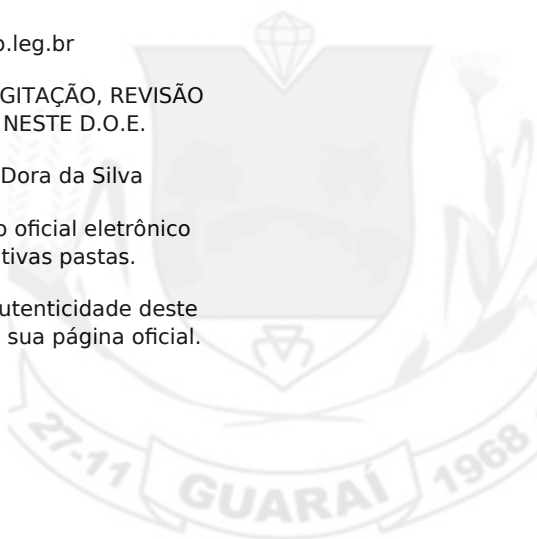 o.leg.br
GITAÇÃO, REVISÃO
NESTE D.O.E.
Dora da Silva
o oficial eletrônico
tivas pastas.
utenticidade deste
sua página oficial.
27-11 GUARAÍ 1968